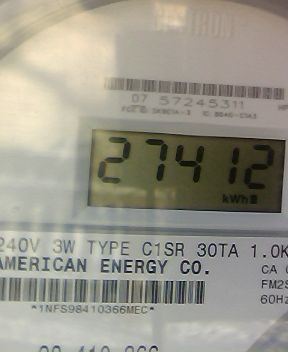 07 57245311
27412
kWh
240V 3W TYPE C1SR 30TA 1.0K
AMERICAN ENERGY CO.
CA
FM2S
60Hz
*1NFS98410366MEC*